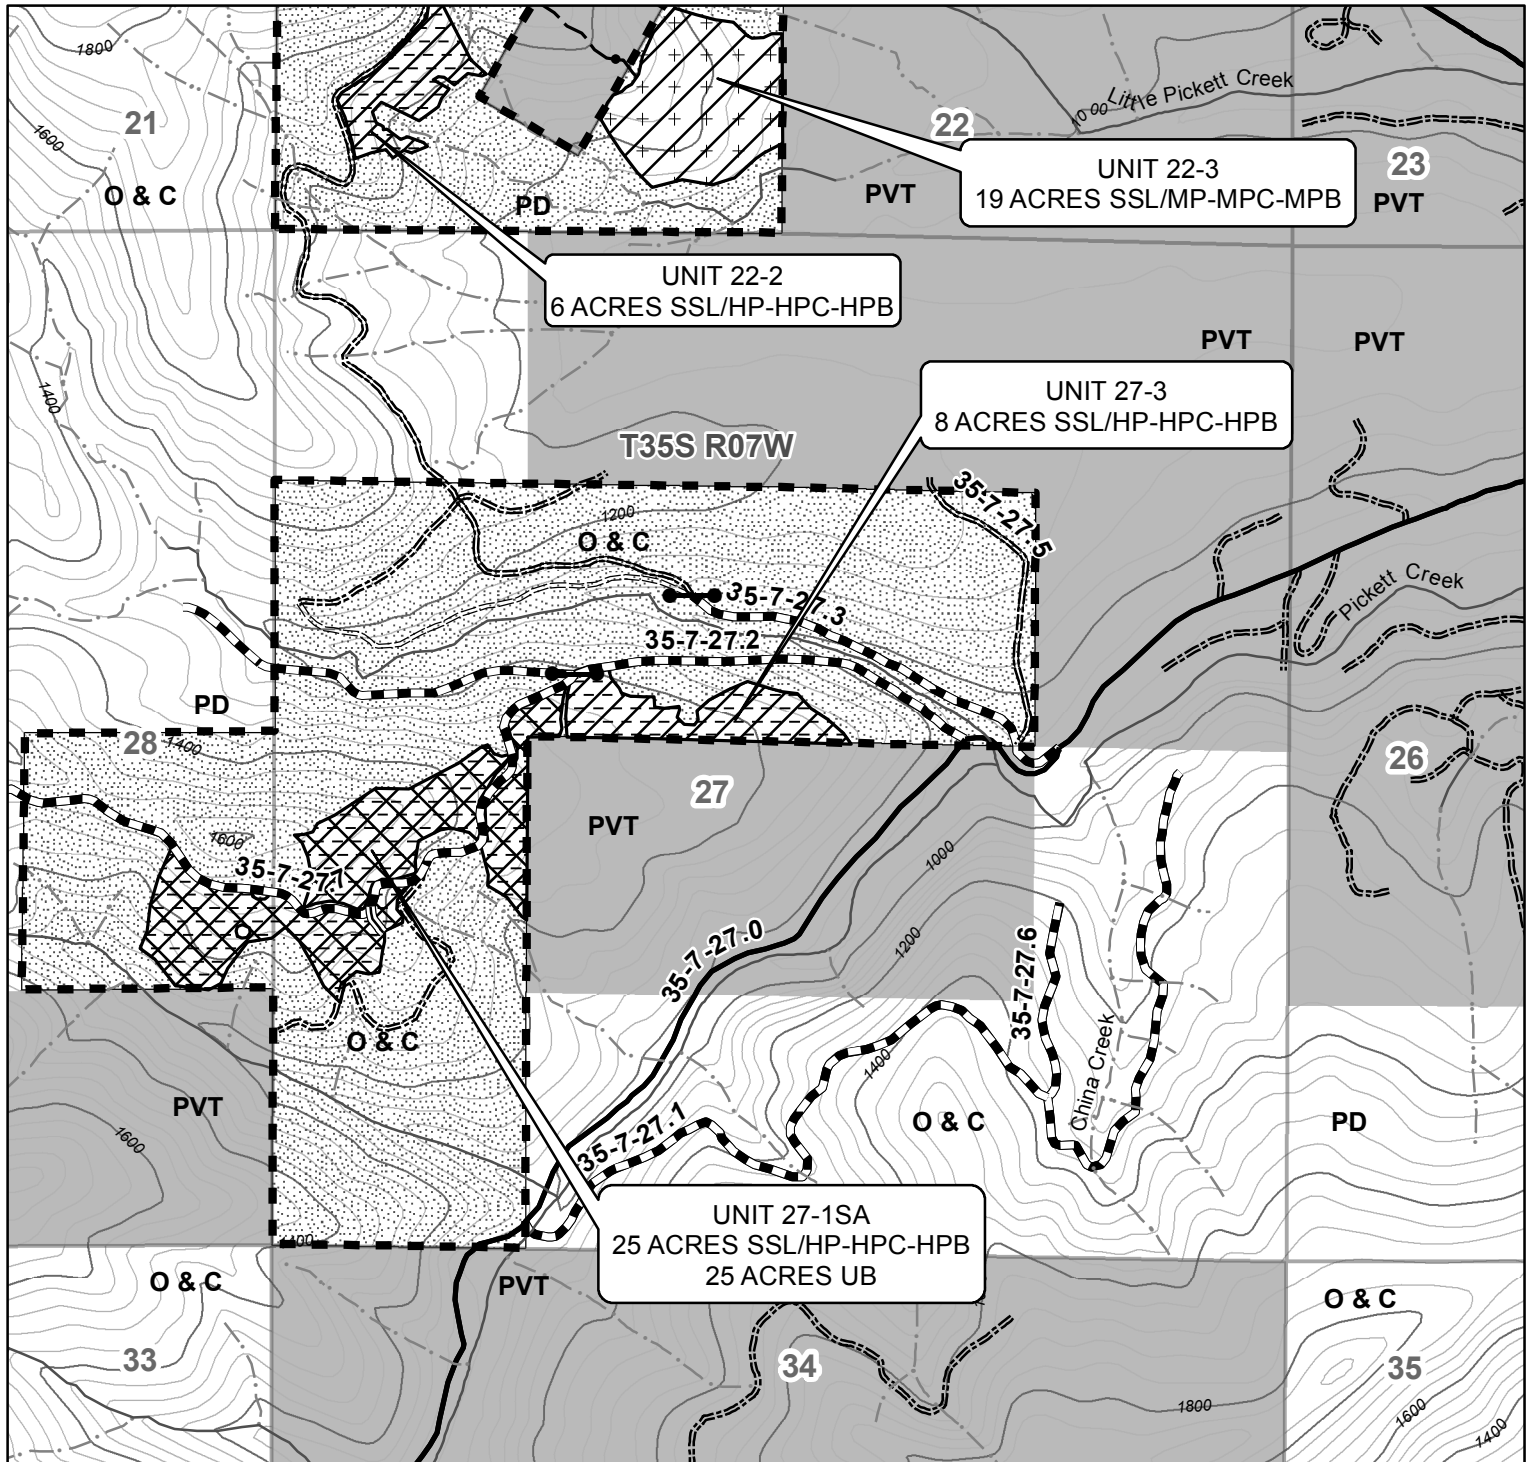 1800
21
1600
O & C
PD
22
Little Pickett Creek
10 00
UNIT 22-3
19 ACRES SSL/MP-MPC-MPB
23
PVT
PVT
UNIT 22-2
6 ACRES SSL/HP-HPC-HPB
PVT
PVT
1400
UNIT 27-3
8 ACRES SSL/HP-HPC-HPB
T35S R07W
35-7-27.5
1200
O & C
35-7-27.3
35-7-27.2
Pickett Creek
PD
28
1400
27
26
PVT
1600
35-7-27.1
1000
C
35-7-27.0
1200
35-7-27.6
O & C
1400
China Creek
PVT
1600
35-7-27.1
O & C
PD
UNIT 27-1SA
25 ACRES SSL/HP-HPC-HPB
25 ACRES UB
O & C
PVT
O & C
33
34
35
1800
1600
1400